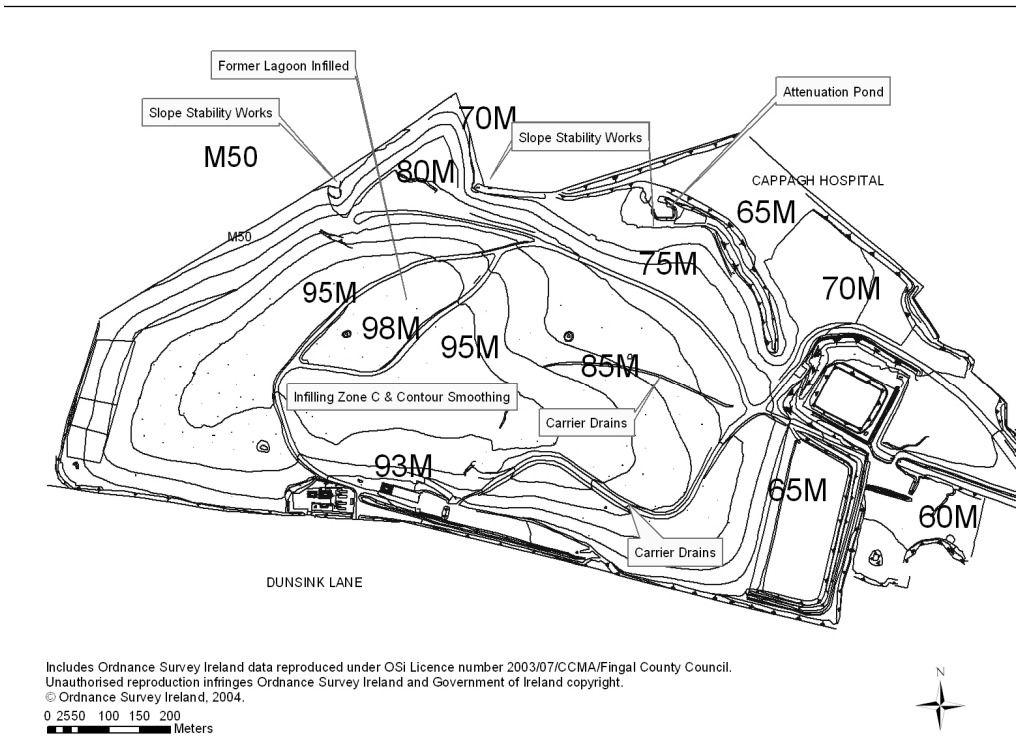 Former Lagoon Infilled
Attenuation Pond
Slope Stability Works
70M
Slope Stability Works
M50
80M
CAPPAGH HOSPITAL
65M
M50
75M
70M
95M
98M
95M
85M
Infilling Zone C & Contour Smoothing
Carrier Drains
93M
65M
60M
Carrier Drains
DUNSINK LANE
Includes Ordnance Survey Ireland data reproduced under OSi Licence number 2003/07/CCMA/Fingal County Council.
Unauthorised reproduction infringes Ordnance Survey Ireland and Government of Ireland copyright.
© Ordnance Survey Ireland, 2004.
N
0 2550 100 150 200
Meters